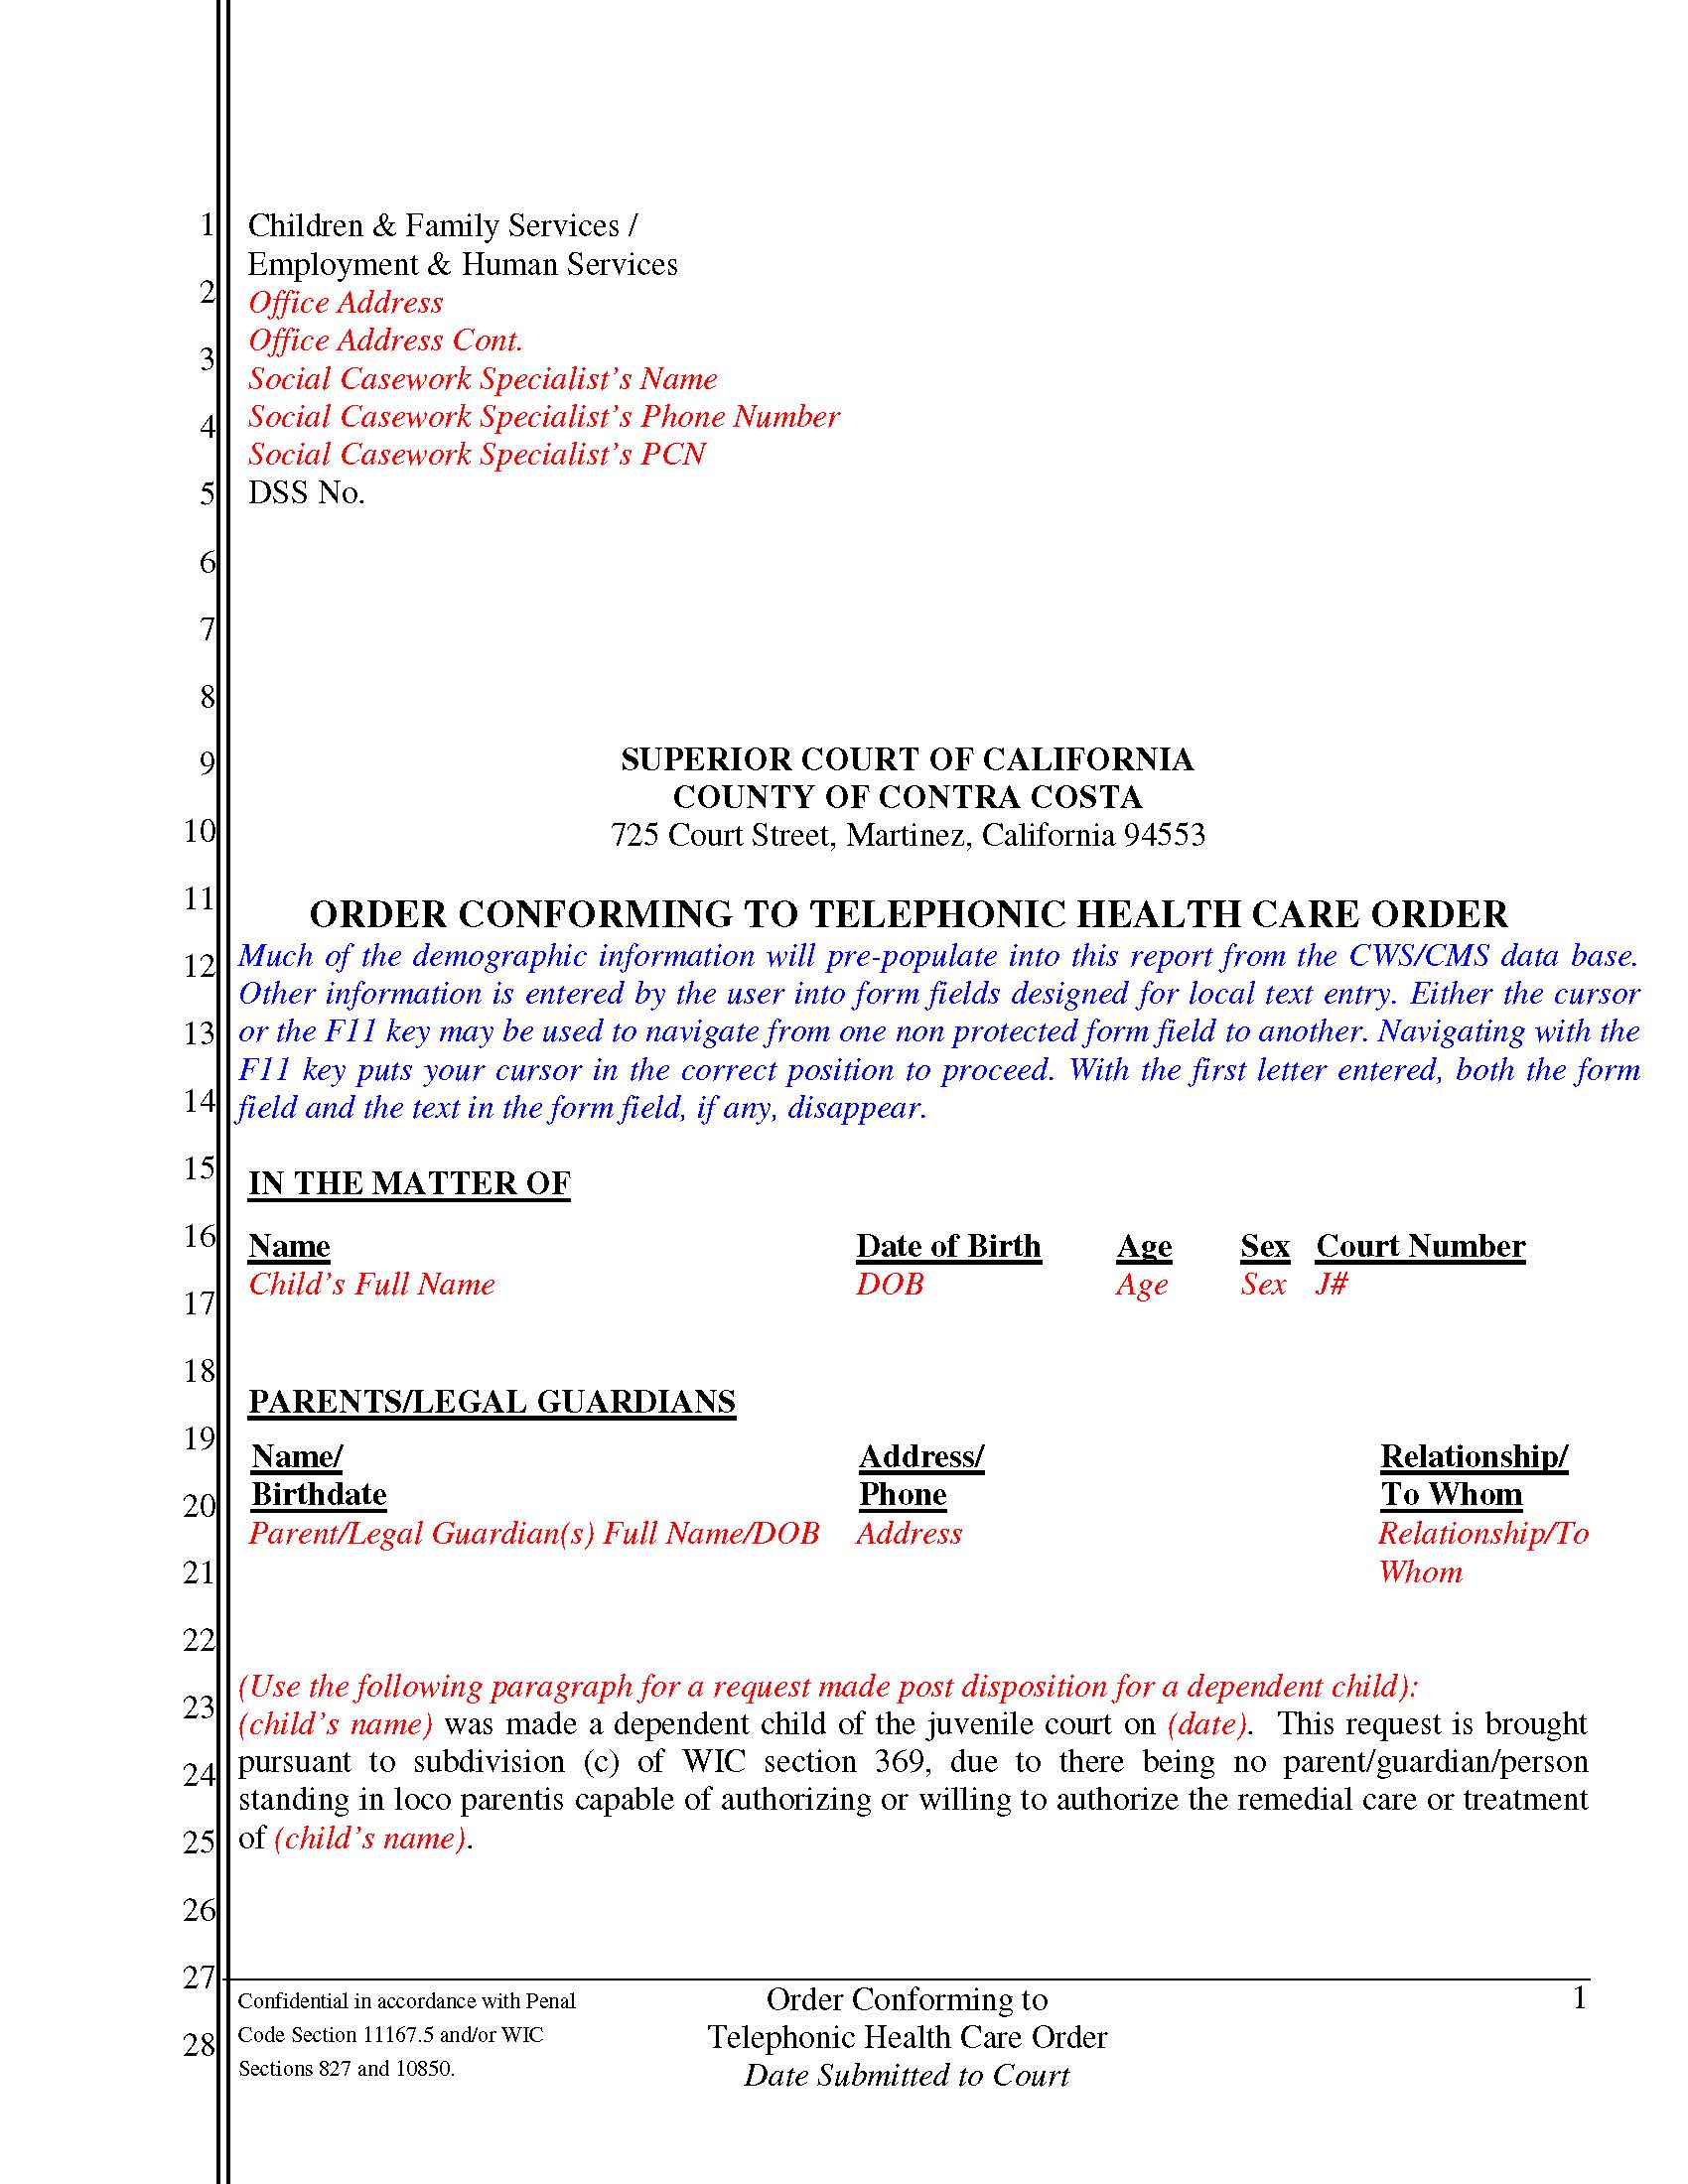 1 Children & Family Services /
Employment & Human Services
2 Office Address
Office Address Cont.
3 Social Casework Specialist’s Name
4 Social Casework Specialist’s Phone Number
Social Casework Specialist’s PCN
5 DSS No.
6
7
8
9 SUPERIOR COURT OF CALIFORNIA
COUNTY OF CONTRA COSTA
10 725 Court Street, Martinez, California 94553
11 ORDER CONFORMING TO TELEPHONIC HEALTH CARE ORDER
12 Much of the demographic information will pre-populate into this report from the CWS/CMS data base.
Other information is entered by the user into form fields designed for local text entry. Either the cursor
13 or the F11 key may be used to navigate from one non protected form field to another. Navigating with the
F11 key puts your cursor in the correct position to proceed. With the first letter entered, both the form
14 field and the text in the form field, if any, disappear.
15 IN THE MATTER OF
16 Name Date of Birth Age Sex Court Number
17 Child’s Full Name DOB Age Sex J#
18
PARENTS/LEGAL GUARDIANS
19 Name/ Address/ Relationship/
20 Birthdate Phone To Whom
Parent/Legal Guardian(s) Full Name/DOB Address Relationship/To
21 Whom
22
(Use the following paragraph for a request made post disposition for a dependent child):
23 (child’s name) was made a dependent child of the juvenile court on (date). This request is brought
24 pursuant to subdivision (c) of WIC section 369, due to there being no parent/guardian/person
standing in loco parentis capable of authorizing or willing to authorize the remedial care or treatment
25 of (child’s name).
26
27
Confidential in accordance with Penal Order Conforming to 1
28 Code Section 11167.5 and/or WIC Telephonic Health Care Order
Sections 827 and 10850. Date Submitted to Court